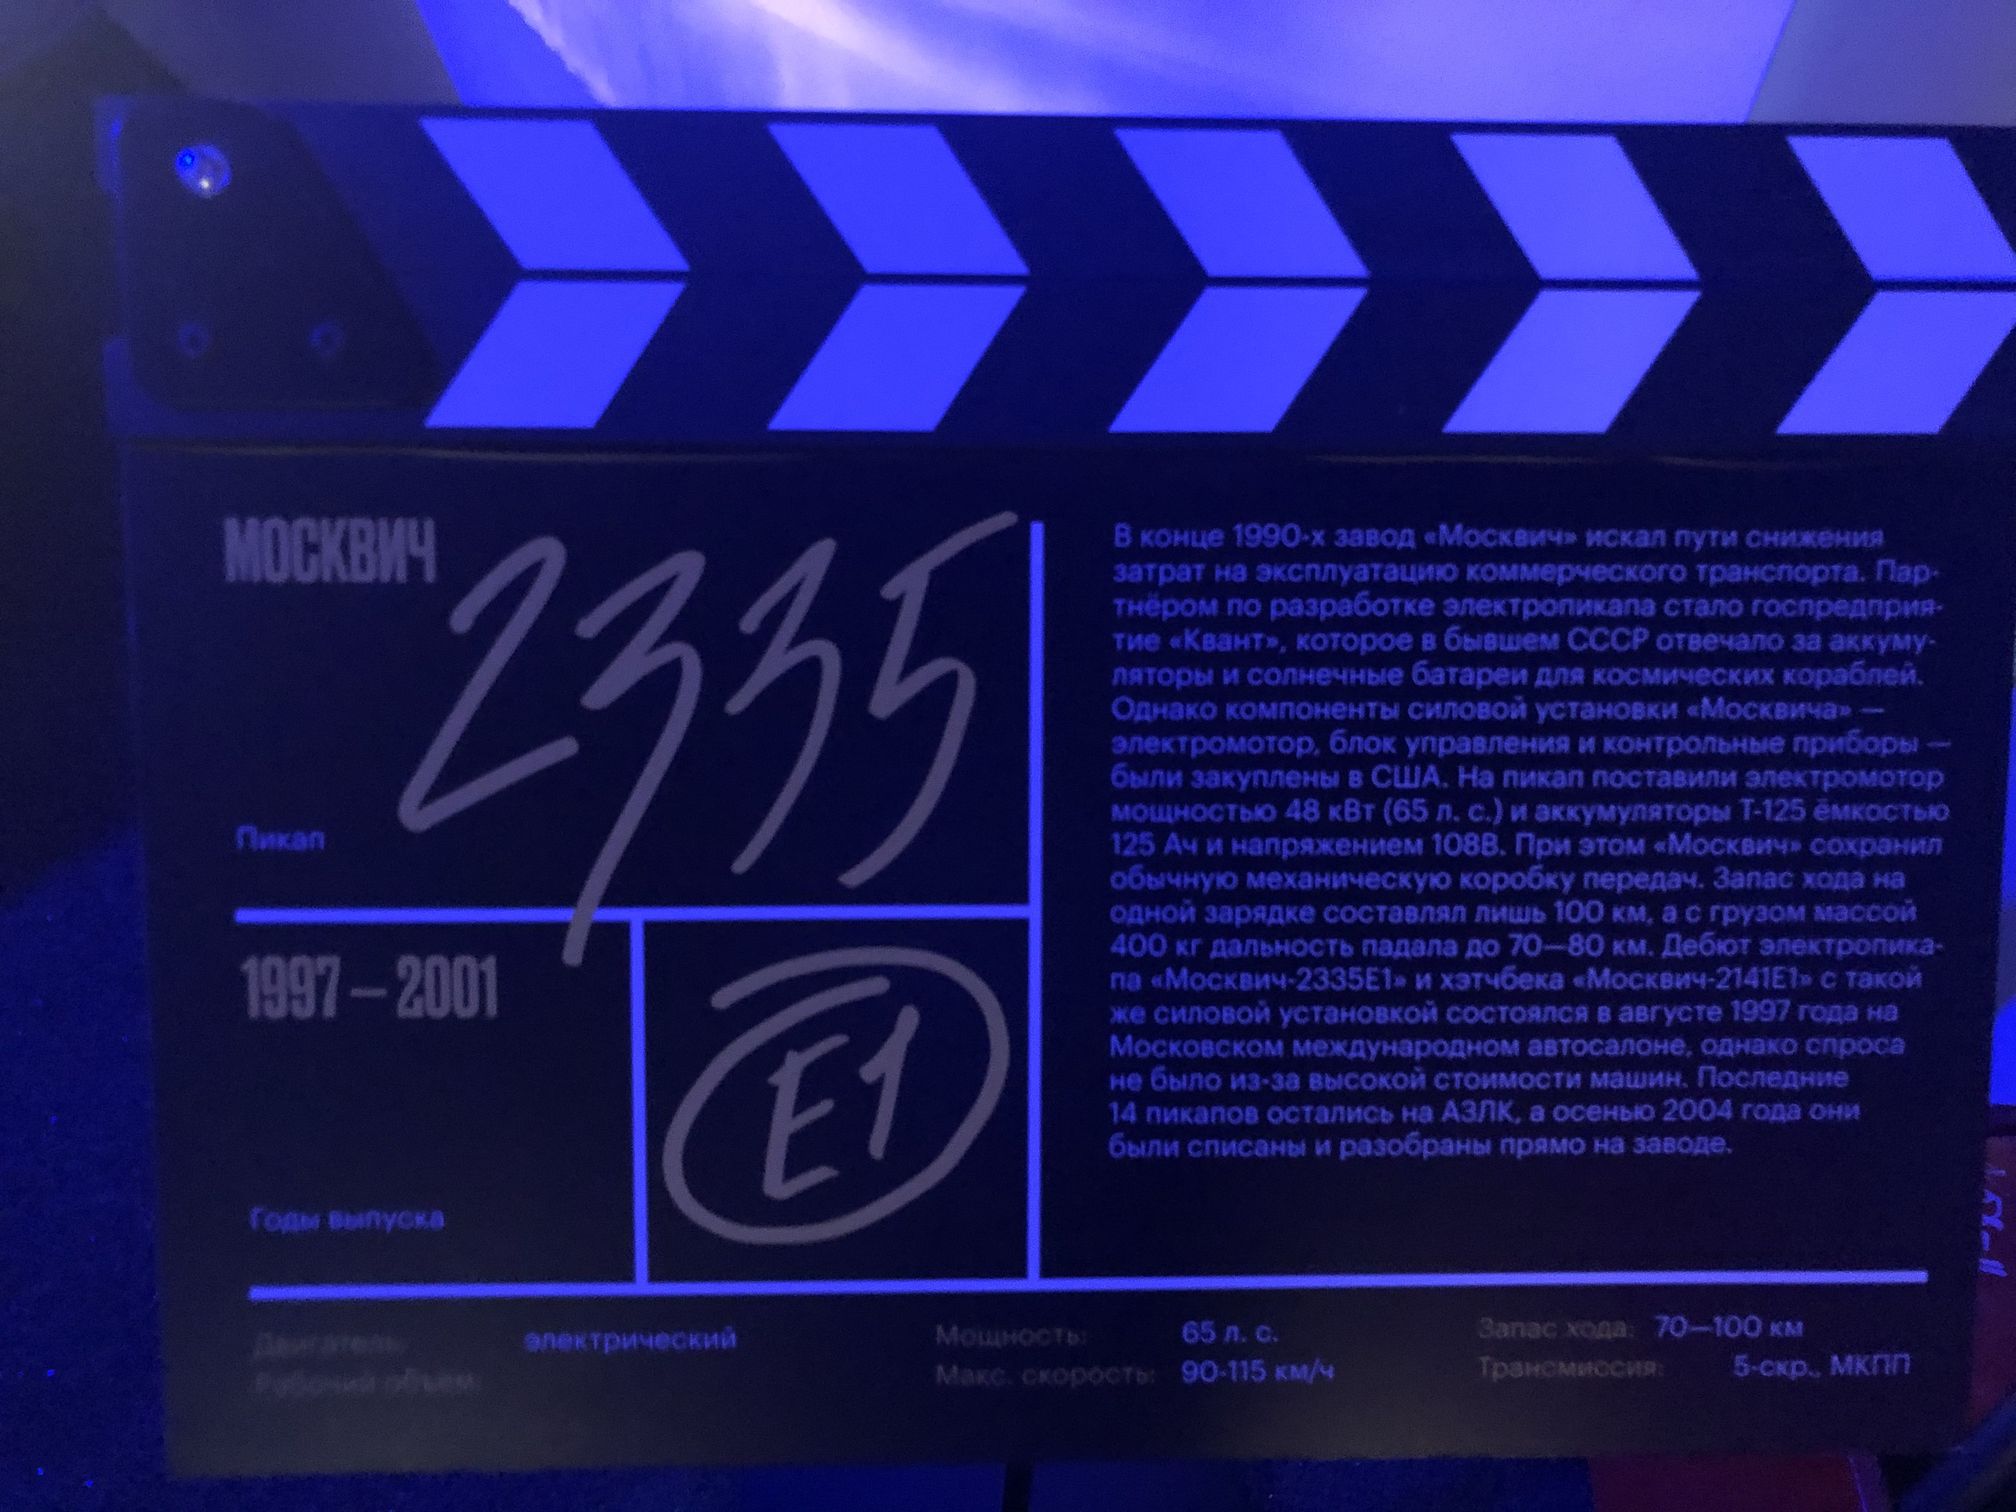 МОСКВИЧ
2335
Пикап
1997 – 2001
Годы выпуска
E1
В конце 1990-х завод «Москвич» искал пути снижения
затрат на эксплуатацию коммерческого транспорта. Пар-
тнёром по разработке электропикапа стало госпредприя-
тие «Квант», которое в бывшем СССР отвечало за аккуму-
ляторы и солнечные батареи для космических кораблей.
Однако компоненты силовой установки «Москвича» —
электромотор, блок управления и контрольные приборы —
были закуплены в США. На пикап поставили электромотор
мощностью 48 кВт (65 л. с.) и аккумуляторы Т-125 ёмкостью
125 Ач и напряжением 108В. При этом «Москвич» сохранил
обычную механическую коробку передач. Запас хода на
одной зарядке составлял лишь 100 км, а с грузом массой
400 кг дальность падала до 70—80 км. Дебют электропика-
па «Москвич-2335Е1» и хэтчбека «Москвич-2141Е1» с такой
же силовой установкой состоялся в августе 1997 года на
Московском международном автосалоне, однако спроса
не было из-за высокой стоимости машин. Последние
14 пикапов остались на АЗЛК, а осенью 2004 года они
были списаны и разобраны прямо на заводе.
Двигатель: электрический
Рабочий объем:
Мощность: 65 л. с.
Макс. скорость: 90-115 км/ч
Запас хода: 70—100 км
Трансмиссия: 5-скр., МКПП